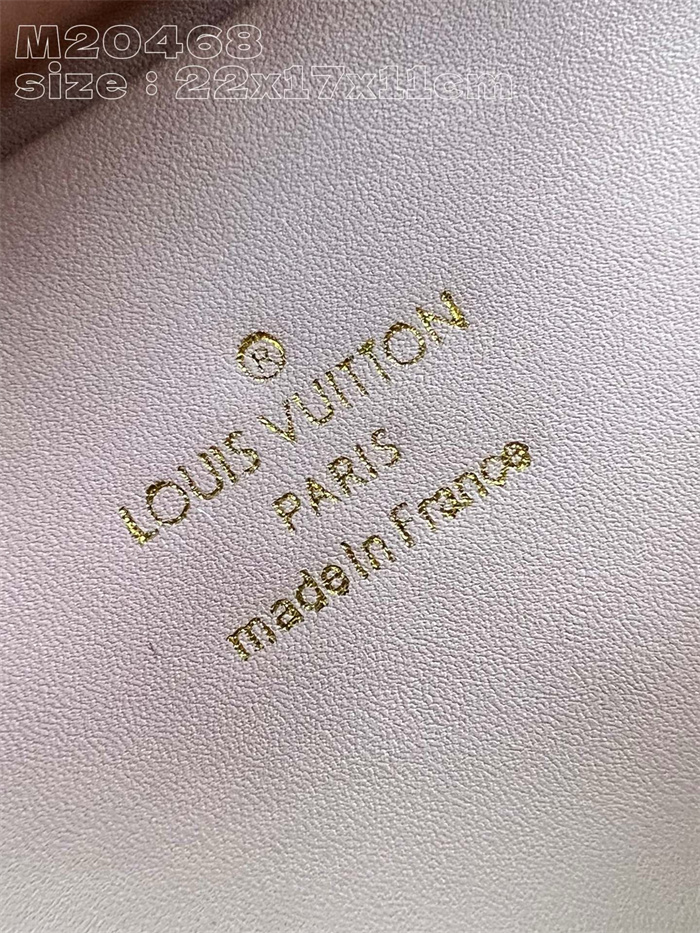 M20468
size : 22x17x11cm
®
LOUIS VUITTON
PARIS
made In France